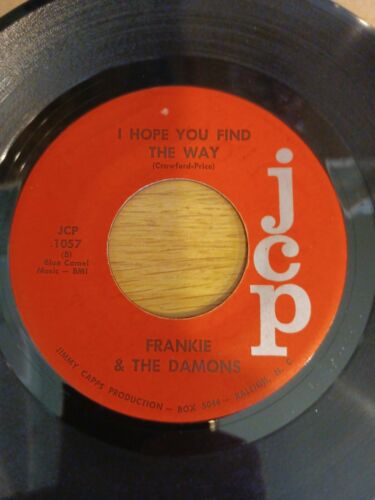 I HOPE YOU FIND
THE WAY
(Crawford-Price)
JCP
1057
(B)
Blue Camel
Music - BMI
jcp
FRANKIE
& THE DAMONS
JIMMY CAPPS PRODUCTION - BOX 5044 - RALEIGH, N. C.